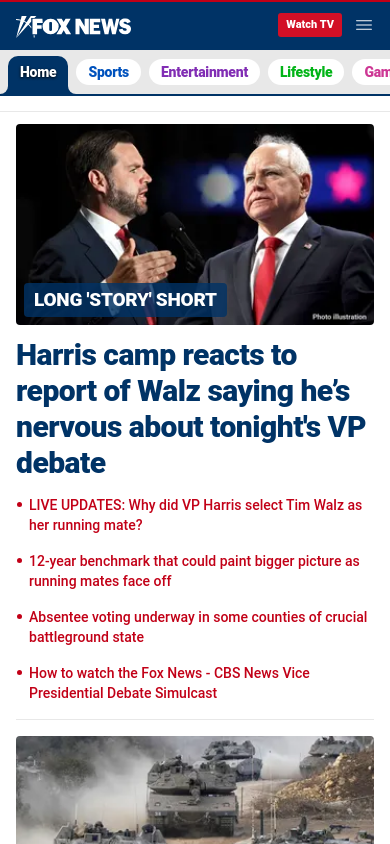 FOX NEWS
Watch TV
Home
Sports
Entertainment
Lifestyle
Gam
LONG 'STORY' SHORT
Photo illustration
Harris camp reacts to
report of Walz saying he’s
nervous about tonight's VP
debate
LIVE UPDATES: Why did VP Harris select Tim Walz as
her running mate?
12-year benchmark that could paint bigger picture as
running mates face off
Absentee voting underway in some counties of crucial
battleground state
How to watch the Fox News - CBS News Vice
Presidential Debate Simulcast